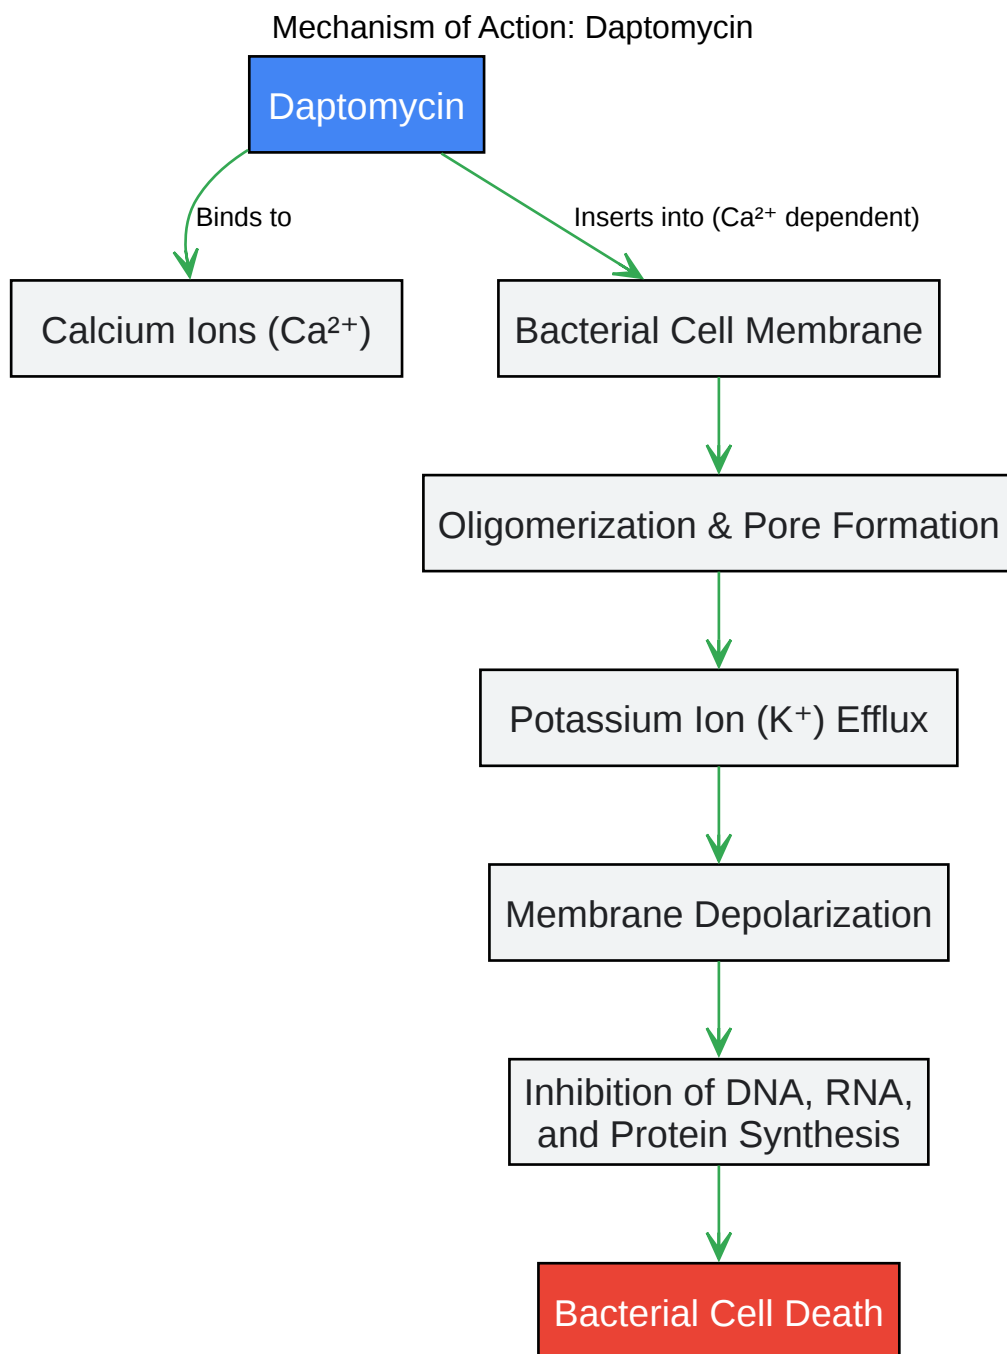 Mechanism of Action: Daptomycin
Daptomycin
Binds to
Inserts into (Ca²⁺ dependent)
Calcium Ions (Ca²⁺)
Bacterial Cell Membrane
Oligomerization & Pore Formation
Potassium Ion (K⁺) Efflux
Membrane Depolarization
Inhibition of DNA, RNA,
and Protein Synthesis
Bacterial Cell Death